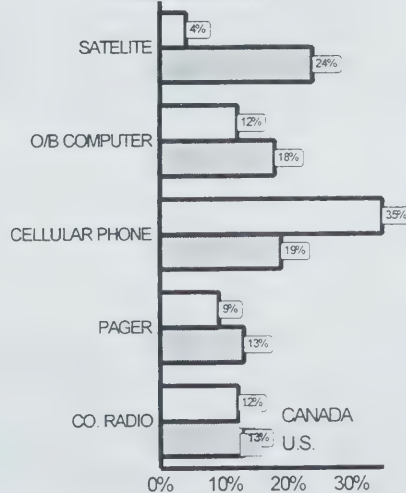 4%
SATELITE
24%
12%
O/B COMPUTER
18%
35%
CELLULAR PHONE
19%
9%
PAGER
13%
12%
CO. RADIO
CANADA
13%
U.S.
0% 10% 20% 30%